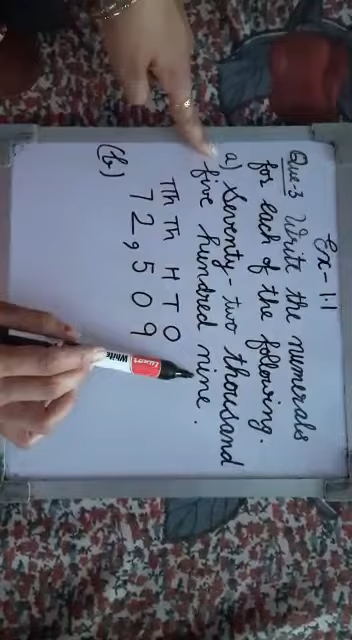 Ex-1.1
Que-3 Write the numerals
for each of the following.
a) Seventy-two thousand
five hundred nine.
TTh Th H T O
7 2, 5 0 9
(b)
LUXOR
White